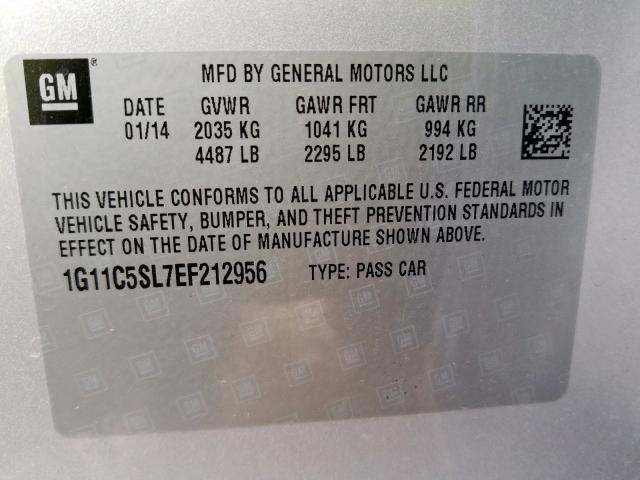 GM
MFD BY GENERAL MOTORS LLC
DATE GVWR GAWR FRT GAWR RR
01/14 2035 KG 1041 KG 994 KG
4487 LB 2295 LB 2192 LB
THIS VEHICLE CONFORMS TO ALL APPLICABLE U.S. FEDERAL MOTOR
VEHICLE SAFETY, BUMPER, AND THEFT PREVENTION STANDARDS IN
EFFECT ON THE DATE OF MANUFACTURE SHOWN ABOVE.
1G11C5SL7EF212956 TYPE: PASS CAR